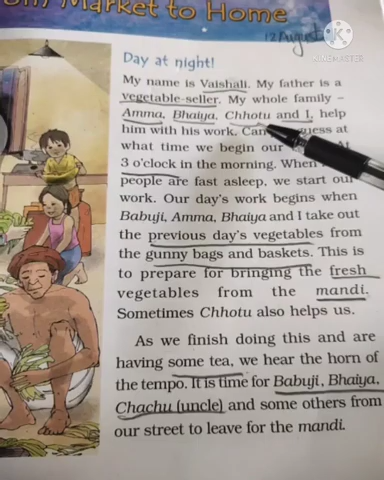 Market to Home
12 August
KINEMASTER
Day at night!
My name is Vaishali. My father is a
vegetable-seller. My whole family –
Amma, Bhaiya, Chhotu and I, help
him with his work. Can guess at
what time we begin our
3 o'clock in the morning. When
people are fast asleep, we start our
work. Our day's work begins when
Babuji, Amma, Bhaiya and I take out
the previous day's vegetables from
the gunny bags and baskets. This is
to prepare for bringing the fresh
vegetables from the mandi.
Sometimes Chhotu also helps us.
As we finish doing this and are
having some tea, we hear the horn of
the tempo. It is time for Babuji, Bhaiya,
Chachu (uncle) and some others from
our street to leave for the mandi.